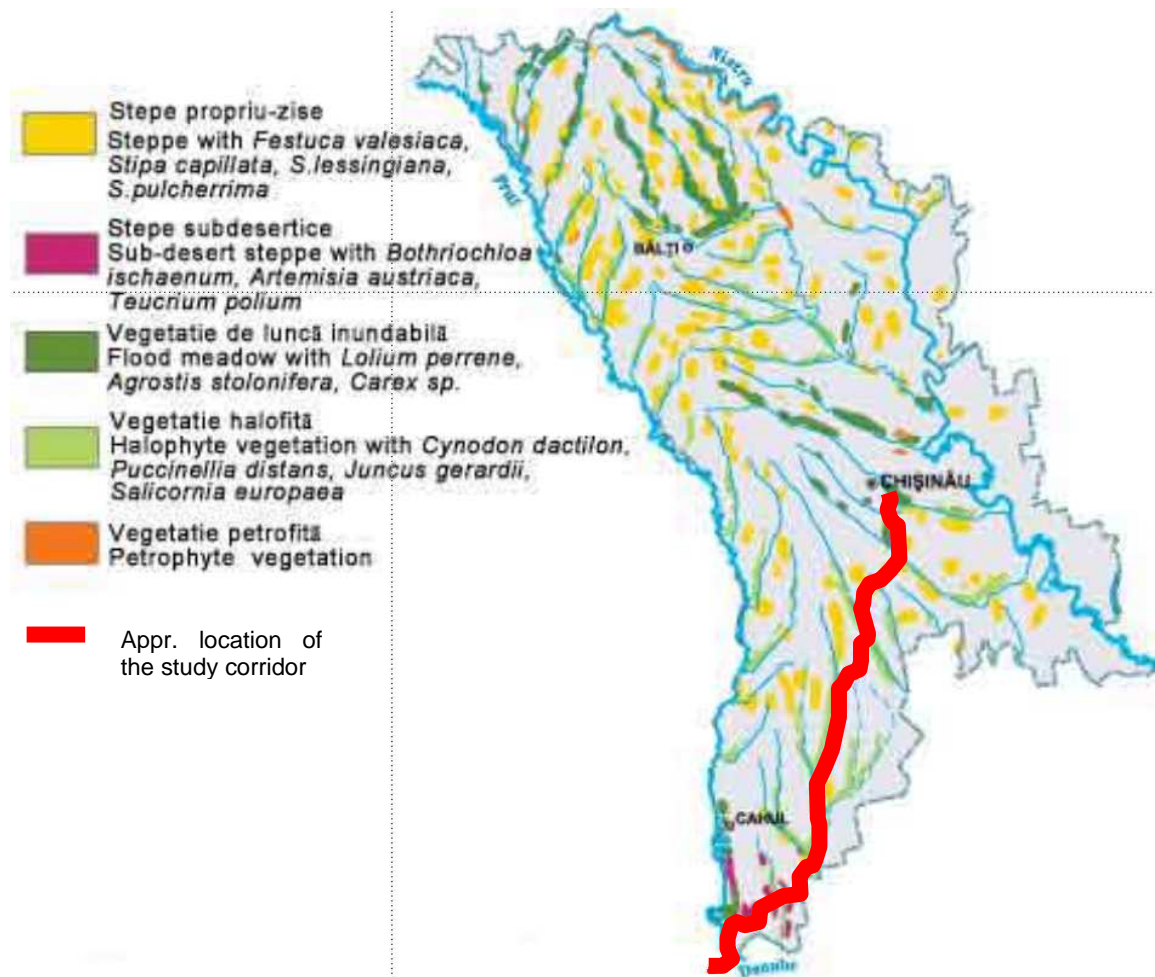 Stepe propriu-zise
Steppe with Festuca valesiaca,
Stipa capillata, S.lessingiana,
S.pulcherrima
Stepe subdesertice
Sub-desert steppe with Bothriochloa
ischaenum, Artemisia austriaca,
Teucrium polium
Vegetatie de luncă inundabilă
Flood meadow with Lolium perrene,
Agrostis stolonifera, Carex sp.
Vegetatie halofită
Halophyte vegetation with Cynodon dactilon,
Puccinellia distans, Juncus gerardii,
Salicornia europaea
Vegetatie petrofită
Petrophyte vegetation
Appr. location of
the study corridor
Nistru
Prut
BĂLŢI
CHIŞINĂU
CAHUL
Danube